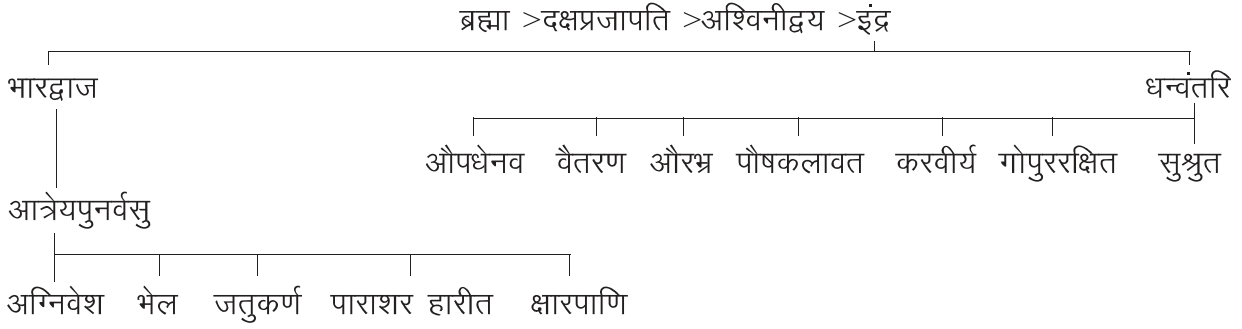 ब्रह्मा >दक्षप्रजापति >अश्विनीद्वय >इंद्र
भारद्वाज धन्वंतरि
औपधेनव वैतरण औरभ्र पौषकलावत करवीर्य गोपुररक्षित सुश्रुत
आत्रेयपुनर्वसु
अग्निवेश भेल जतुकर्ण पाराशर हारीत क्षारपाणि